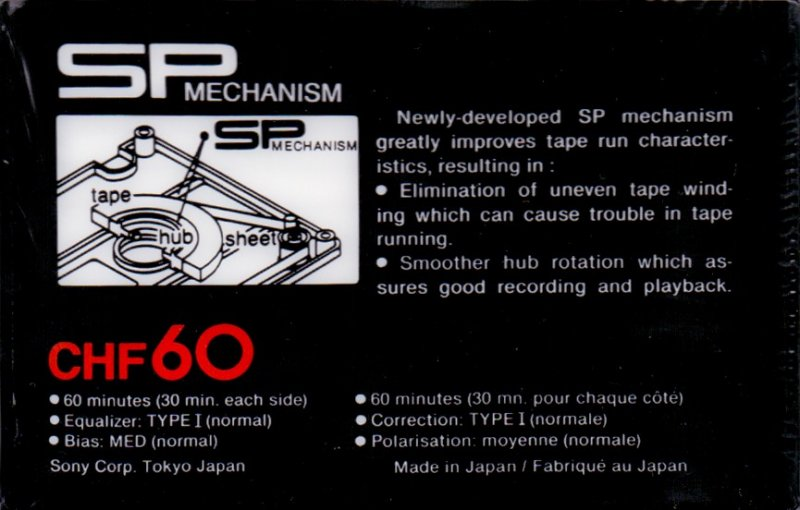 SP MECHANISM
SP MECHANISM
tape
hub
sheet
Newly-developed SP mechanism
greatly improves tape run character-
istics, resulting in :
● Elimination of uneven tape wind-
ing which can cause trouble in tape
running.
● Smoother hub rotation which as-
sures good recording and playback.
CHF60
● 60 minutes (30 min. each side)
● Equalizer: TYPE I (normal)
● Bias: MED (normal)
Sony Corp. Tokyo Japan
● 60 minutes (30 mn. pour chaque côté)
● Correction: TYPE I (normale)
● Polarisation: moyenne (normale)
Made in Japan / Fabriqué au Japan